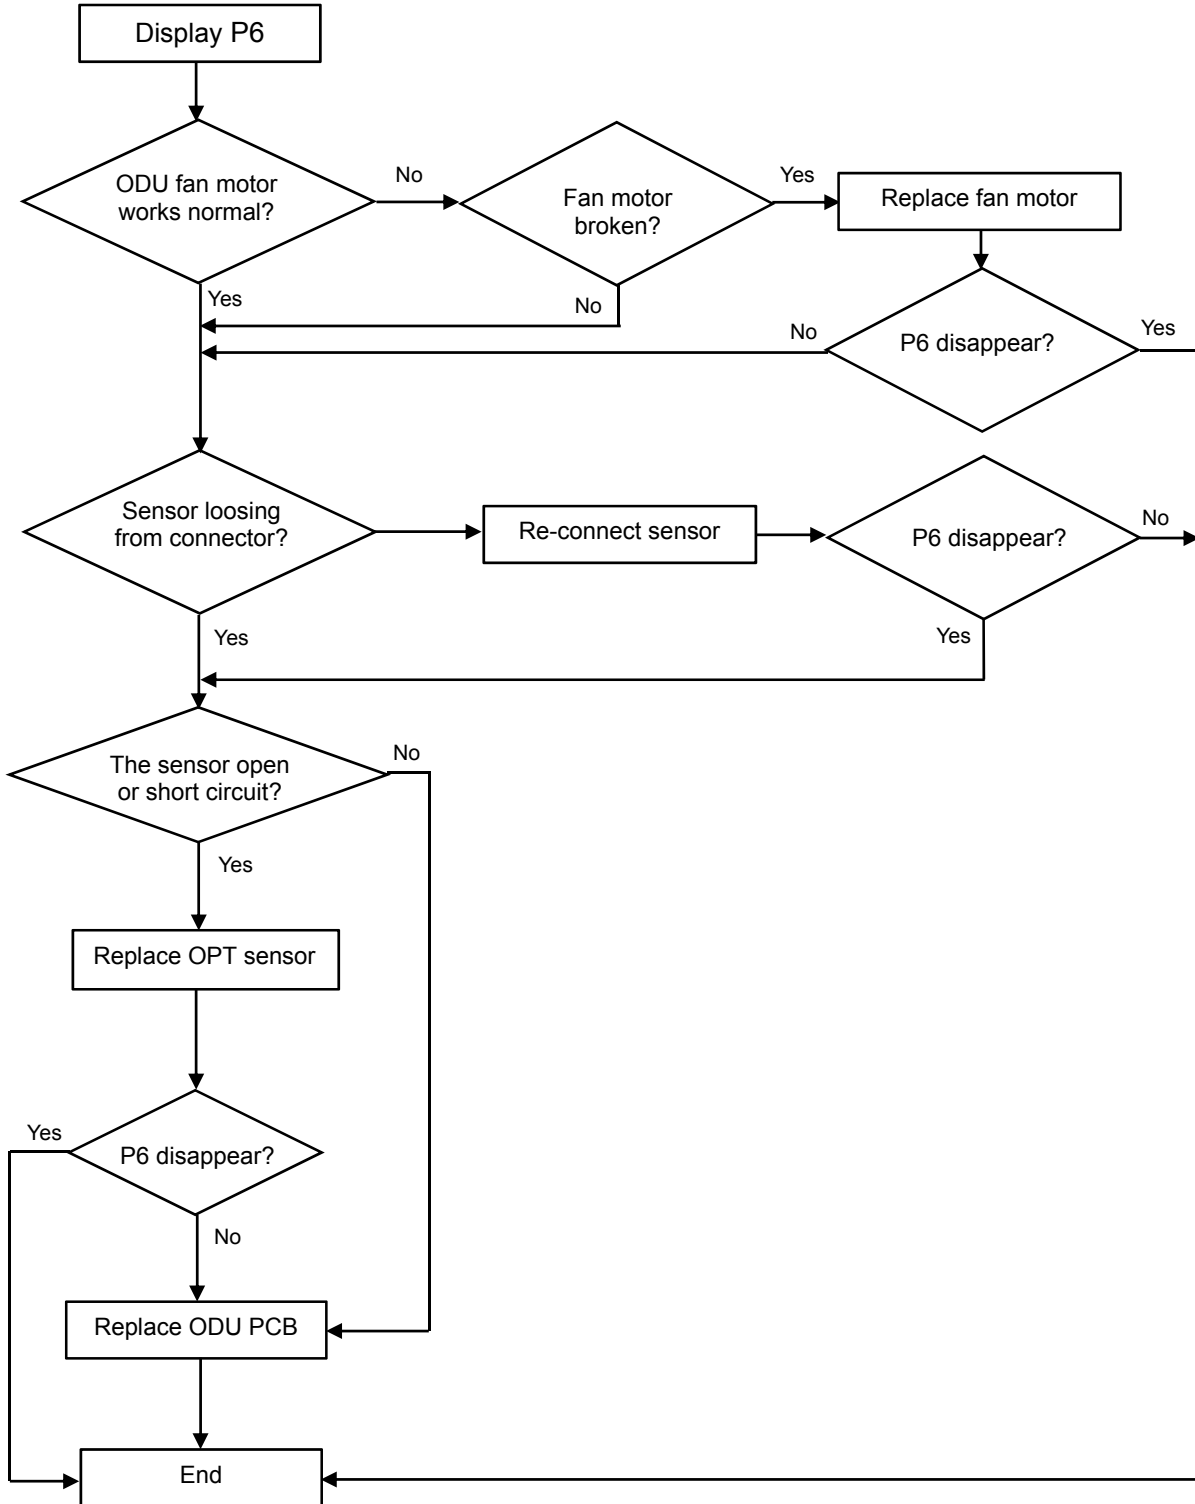 Display P6
ODU fan motor
works normal?
No
Fan motor
broken?
Yes
Replace fan motor
Yes
No
No
P6 disappear?
Yes
Sensor loosing
from connector?
Re-connect sensor
P6 disappear?
No
Yes
Yes
The sensor open
or short circuit?
No
Yes
Replace OPT sensor
Yes
P6 disappear?
No
Replace ODU PCB
End